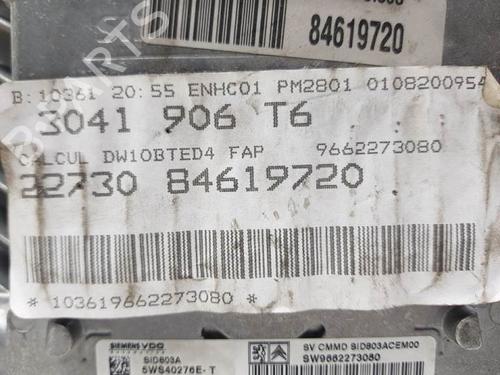 84619720
B: 10361 20:55 ENHC01 PM2801 0108200954
3041 906 T6
CALCUL DW10BTED4 FAP 9662273080
22730 84619720
* 103619662273080 *
SIEMENS VDO
SID803A
5WS40276E-T
SV CMMD SID803ACEM00
SW9662273080